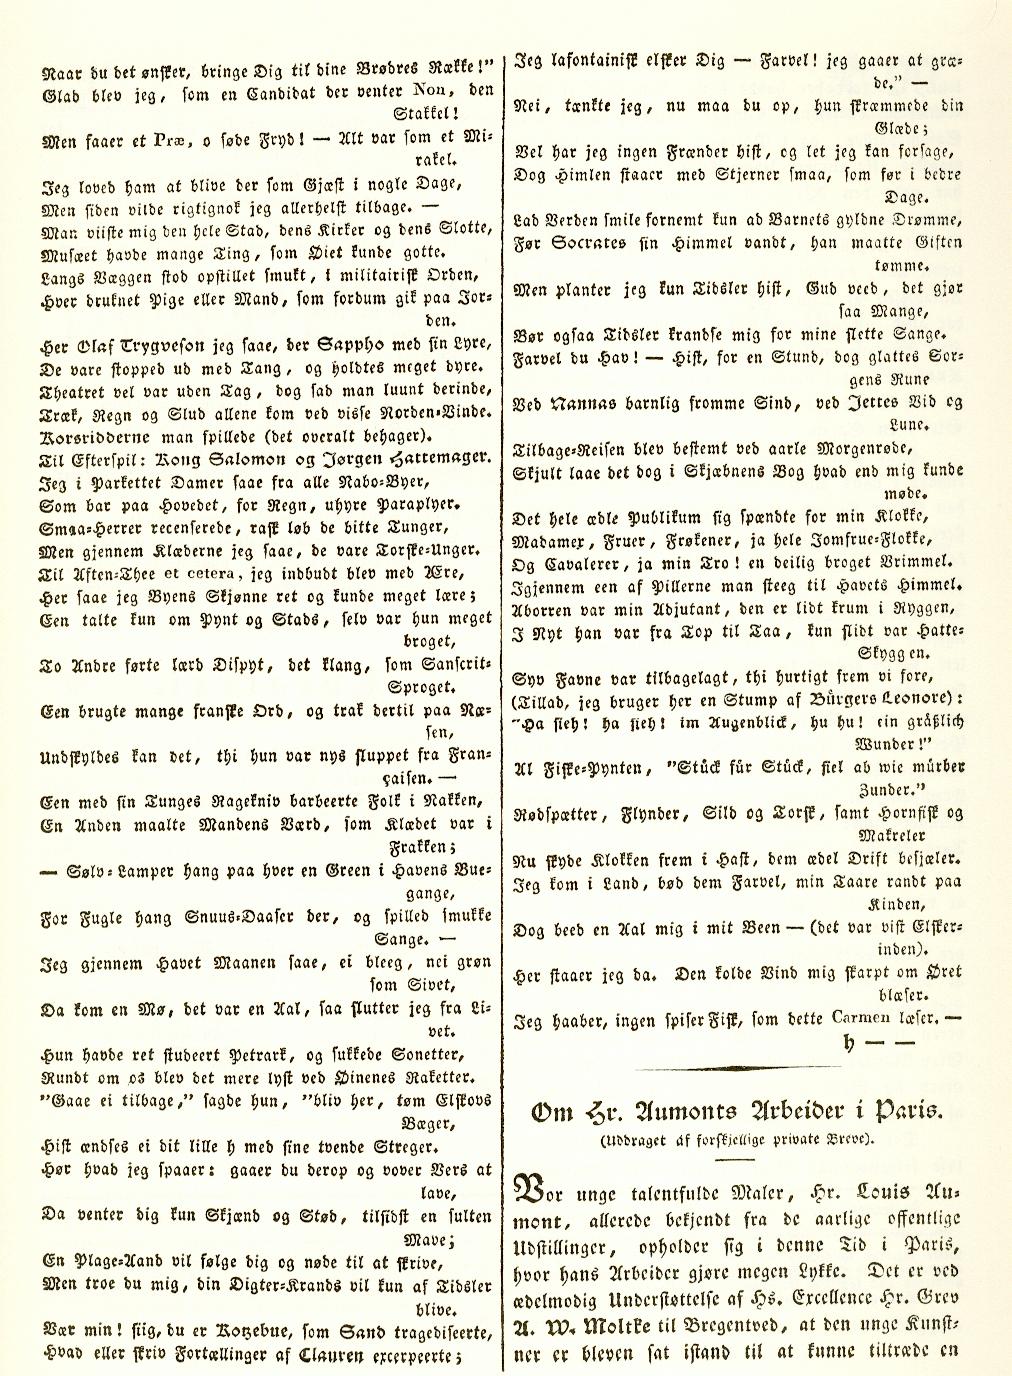 Naar du det ønsker, bringe Dig til dine Brødres Række!"
Glad blev jeg, som en Candidat der venter Non, den
Stakkel!
Men faaer et Præ, o søde Fryd! — Alt var som et Mi-
rakel.
Jeg loved ham at blive der som Gjæst i nogle Dage,
Men siden vilde rigtignok jeg allerhelst tilbage. —
Man viiste mig den hele Stad, dens Kirker og dens Slotte,
Musæet havde mange Ting, som Øiet kunde gotte.
Langs Væggen stod opstillet smukt, i militairisk Orden,
Hver druknet Pige eller Mand, som fordum gik paa Jor-
den.
Her Olaf Trygveson jeg saae, der Sappho med sin Lyre,
De vare stopped ud med Tang, og holdtes meget dyre.
Theatret vel var uden Tag, dog sad man luunt derinde,
Træk, Regn og Slud allene kom ved visse Norden-Vinde.
Korsridderne man spillede (det overalt behager).
Til Efterspil: Kong Salomon og Jørgen Hattemager.
Jeg i Parkettet Damer saae fra alle Nabo-Byer,
Som bar paa Hovedet, for Regn, uhyre Paraplyer.
Smaa-Herrer recenserede, rask løb de bitte Tunger,
Men gjennem Klæderne jeg saae, de vare Torske-Unger.
Til Aften-Thee et cetera, jeg indbudt blev med Ære,
Her saae jeg Byens Skjønne ret og kunde meget lære;
Een talte kun om Pynt og Stads, selv var hun meget
broget,
To Andre førte lærd Dispyt, det klang, som Sanscrit-
Sproget.
Een brugte mange franske Ord, og trak dertil paa Næ-
sen,
Undskyldes kan det, thi hun var nys sluppet fra Fran-
çaisen. —
Een med sin Tunges Ragekniv barbeerte Folk i Nakken,
En Anden maalte Mandens Værd, som Klædet var i
Frakken;
— Sølv-Lamper hang paa hver en Green i Havens Bue-
gange,
For Fugle hang Snuus-Daaser der, og spilled smukke
Sange. —
Jeg gjennem Havet Maanen saae, ei bleeg, nei grøn
som Sivet,
Da kom en Mø, det var en Aal, saa slutter jeg fra Li-
vet.
Hun havde ret studeert Petrark, og sukkede Sonetter,
Rundt om os blev det mere lyst ved Øinenes Raketter.
"Gaae ei tilbage," sagde hun, "bliv her, tøm Elskovs
Bæger,
Hist ændses ei dit lille h med sine tvende Streger.
Hør hvad jeg spaaer: gaaer du derop og vover Vers at
lave,
Da venter dig kun Skjænd og Stød, tilsidst en sulten
Mave;
En Plage-Aand vil følge dig og nøde til at skrive,
Men troe du mig, din Digter-Krands vil kun af Tidsler
blive.
Vær min! siig, du er Kotzebue, som Sand tragediseerte,
Hvad eller skriv Fortællinger af Clauren excerpeerte;
Jeg lafontainisk elsker Dig — Farvel! jeg gaaer at græ-
de." —
Nei, tænkte jeg, nu maa du op, hun skræmmede din
Glæde;
Vel har jeg ingen Frænder hist, og let jeg kan forsage,
Dog Himlen staaer med Stjerner smaa, som før i bedre
Dage.
Lad Verden smile fornemt kun ad Barnets gyldne Drømme,
Før Socrates sin Himmel vandt, han maatte Giften
tømme.
Men planter jeg kun Tidsler hist, Gud veed, det gjør
saa Mange,
Bør ogsaa Tidsler krandse mig for mine slette Sange.
Farvel du Hav! — Hist, for en Stund, dog glattes Sor-
gens Rune
Ved Nannas barnlig fromme Sind, ved Jettes Vid og
Lune.
Tilbage-Reisen blev bestemt ved aarle Morgenrøde,
Skjult laae det dog i Skjæbnens Bog hvad end mig kunde
møde.
Det hele ædle Publikum sig spændte for min Klokke,
Madamer, Fruer, Frøkener, ja hele Jomfrue-Flokke,
Og Cavalerer, ja min Tro! en deilig broget Vrimmel.
Igjennem een af Pillerne man steeg til Havets Himmel.
Aborren var min Adjutant, den er lidt krum i Ryggen,
I Nyt han var fra Top til Taa, kun slidt var Hatte-
Skyggen.
Syv Favne var tilbagelagt, thi hurtigt frem vi fore,
(Tillad, jeg bruger her en Stump af Bürgers Leonore):
"Ha sieh! ha sieh! im Augenblick, hu hu! ein gräßlich
Wunder!"
Al Fiske-Pynten, "Stück für Stück, fiel ab wie mürber
Zunder."
Rødspætter, Flynder, Sild og Torsk, samt Hornfisk og
Makreler
Nu skyde Klokken frem i Hast, dem ædel Drift besjæler.
Jeg kom i Land, bød dem Farvel, min Taare randt paa
Kinden,
Dog beed en Aal mig i mit Been — (det var vist Elsker-
inden).
Her staaer jeg da. Den kolde Vind mig skarpt om Øret
blæser.
Jeg haaber, ingen spiser Fisk, som dette Carmen læser. —
h — —
Om Hr. Aumonts Arbeider i Paris.
(Uddraget af forskjellige private Breve).
Vor unge talentfulde Maler, Hr. Louis Au-
mont, allerede bekjendt fra de aarlige offentlige
Udstillinger, opholder sig i denne Tid i Paris,
hvor hans Arbeider gjøre megen Lykke. Det er ved
ædelmodig Understøttelse af Hs. Excellence Hr. Grev
A. W. Moltke til Bregentved, at den unge Kunst-
ner er bleven sat istand til at kunne tiltræde en